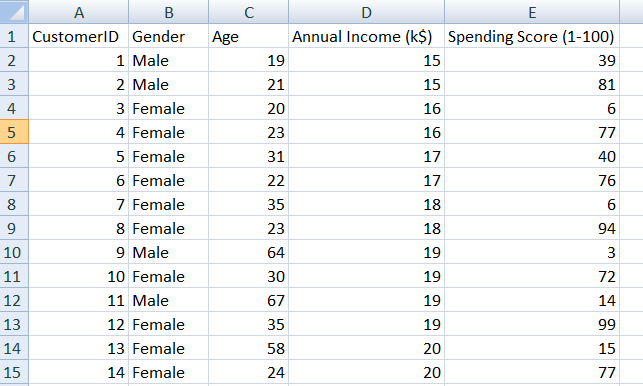 A B C D E
1 CustomerID Gender Age Annual Income (k$) Spending Score (1-100)
2 1 Male 19 15 39
3 2 Male 21 15 81
4 3 Female 20 16 6
5 4 Female 23 16 77
6 5 Female 31 17 40
7 6 Female 22 17 76
8 7 Female 35 18 6
9 8 Female 23 18 94
10 9 Male 64 19 3
11 10 Female 30 19 72
12 11 Male 67 19 14
13 12 Female 35 19 99
14 13 Female 58 20 15
15 14 Female 24 20 77